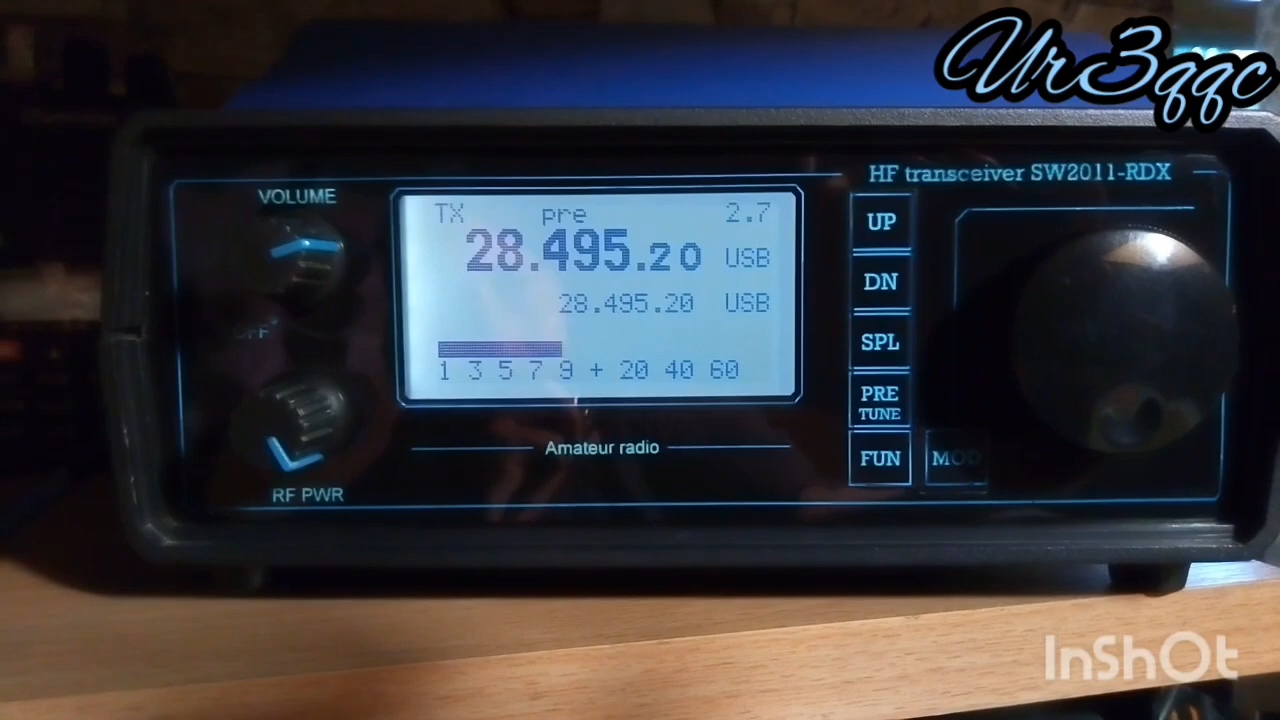 Ur3qqc
HF transceiver SW2011-RDX
VOLUME
OFF
RF PWR
TX pre 2.7
28.495.20 USB
28.495.20 USB
1 3 5 7 9 + 20 40 60
Amateur radio
UP
DN
SPL
PRE
TUNE
FUN
MOD
InShOt